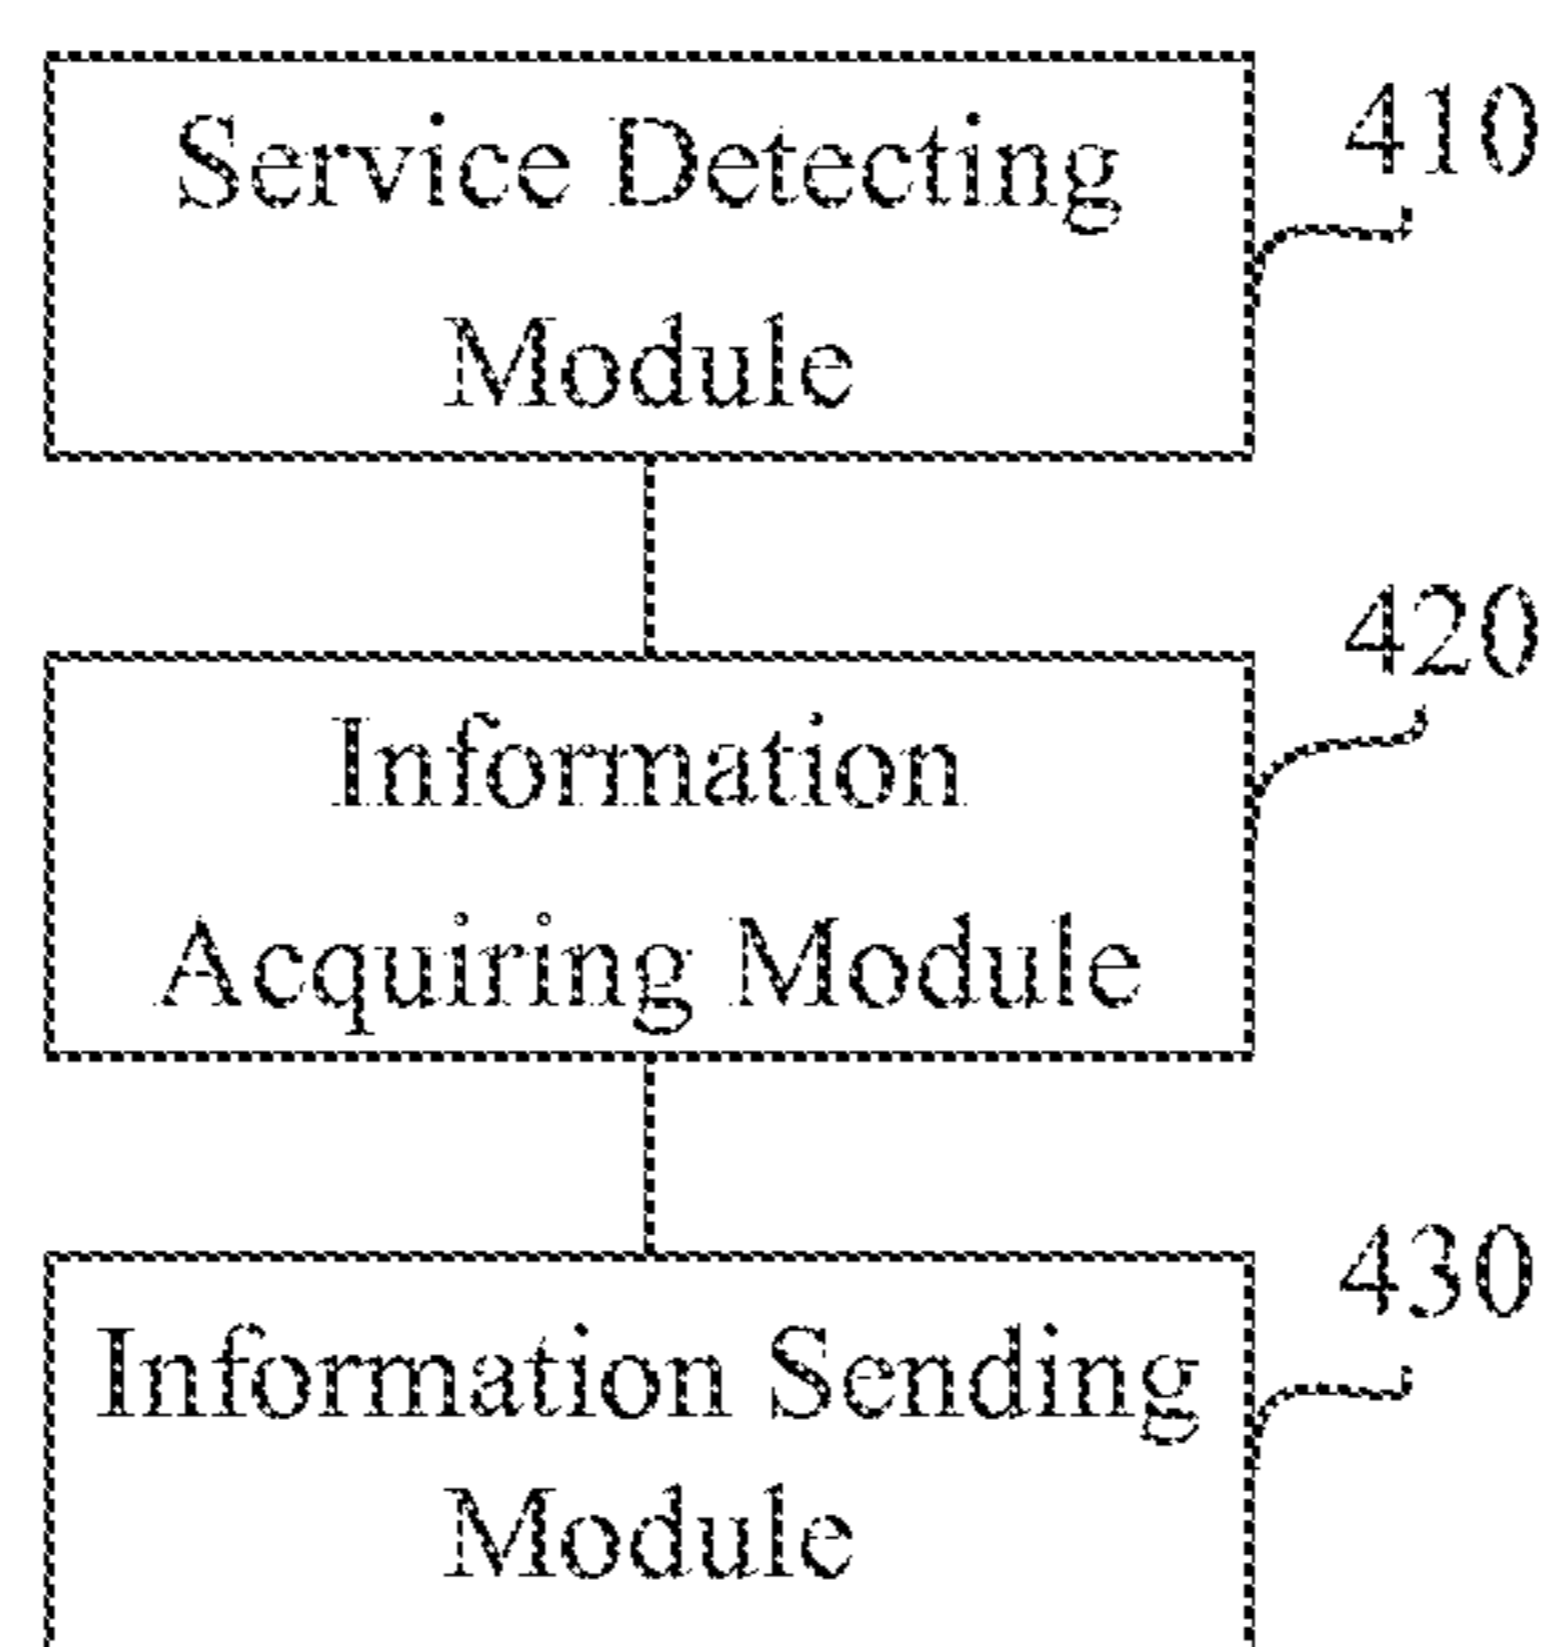 Service Detecting
Module
410
Information
Acquiring Module
420
Information Sending
Module
430